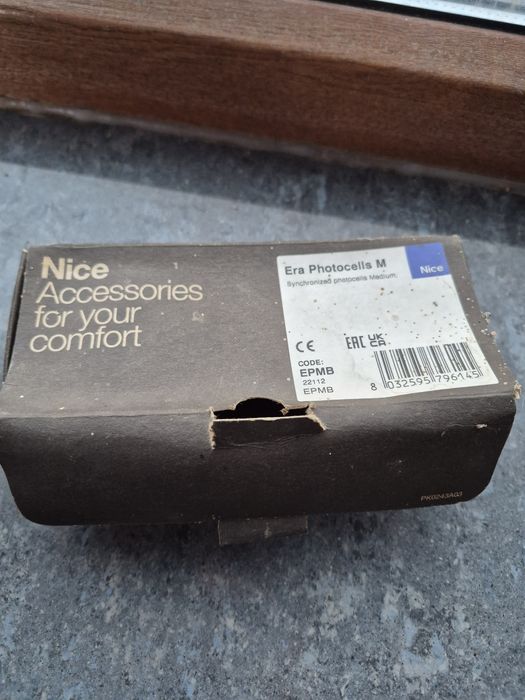 Nice
Accessories
for your
comfort
Era Photocells M
Synchronized photocells Medium.
Nice
CE
EAC
UK
CA
CODE:
EPMB
22112
EPMB
8 032595 796145
PK0243A03